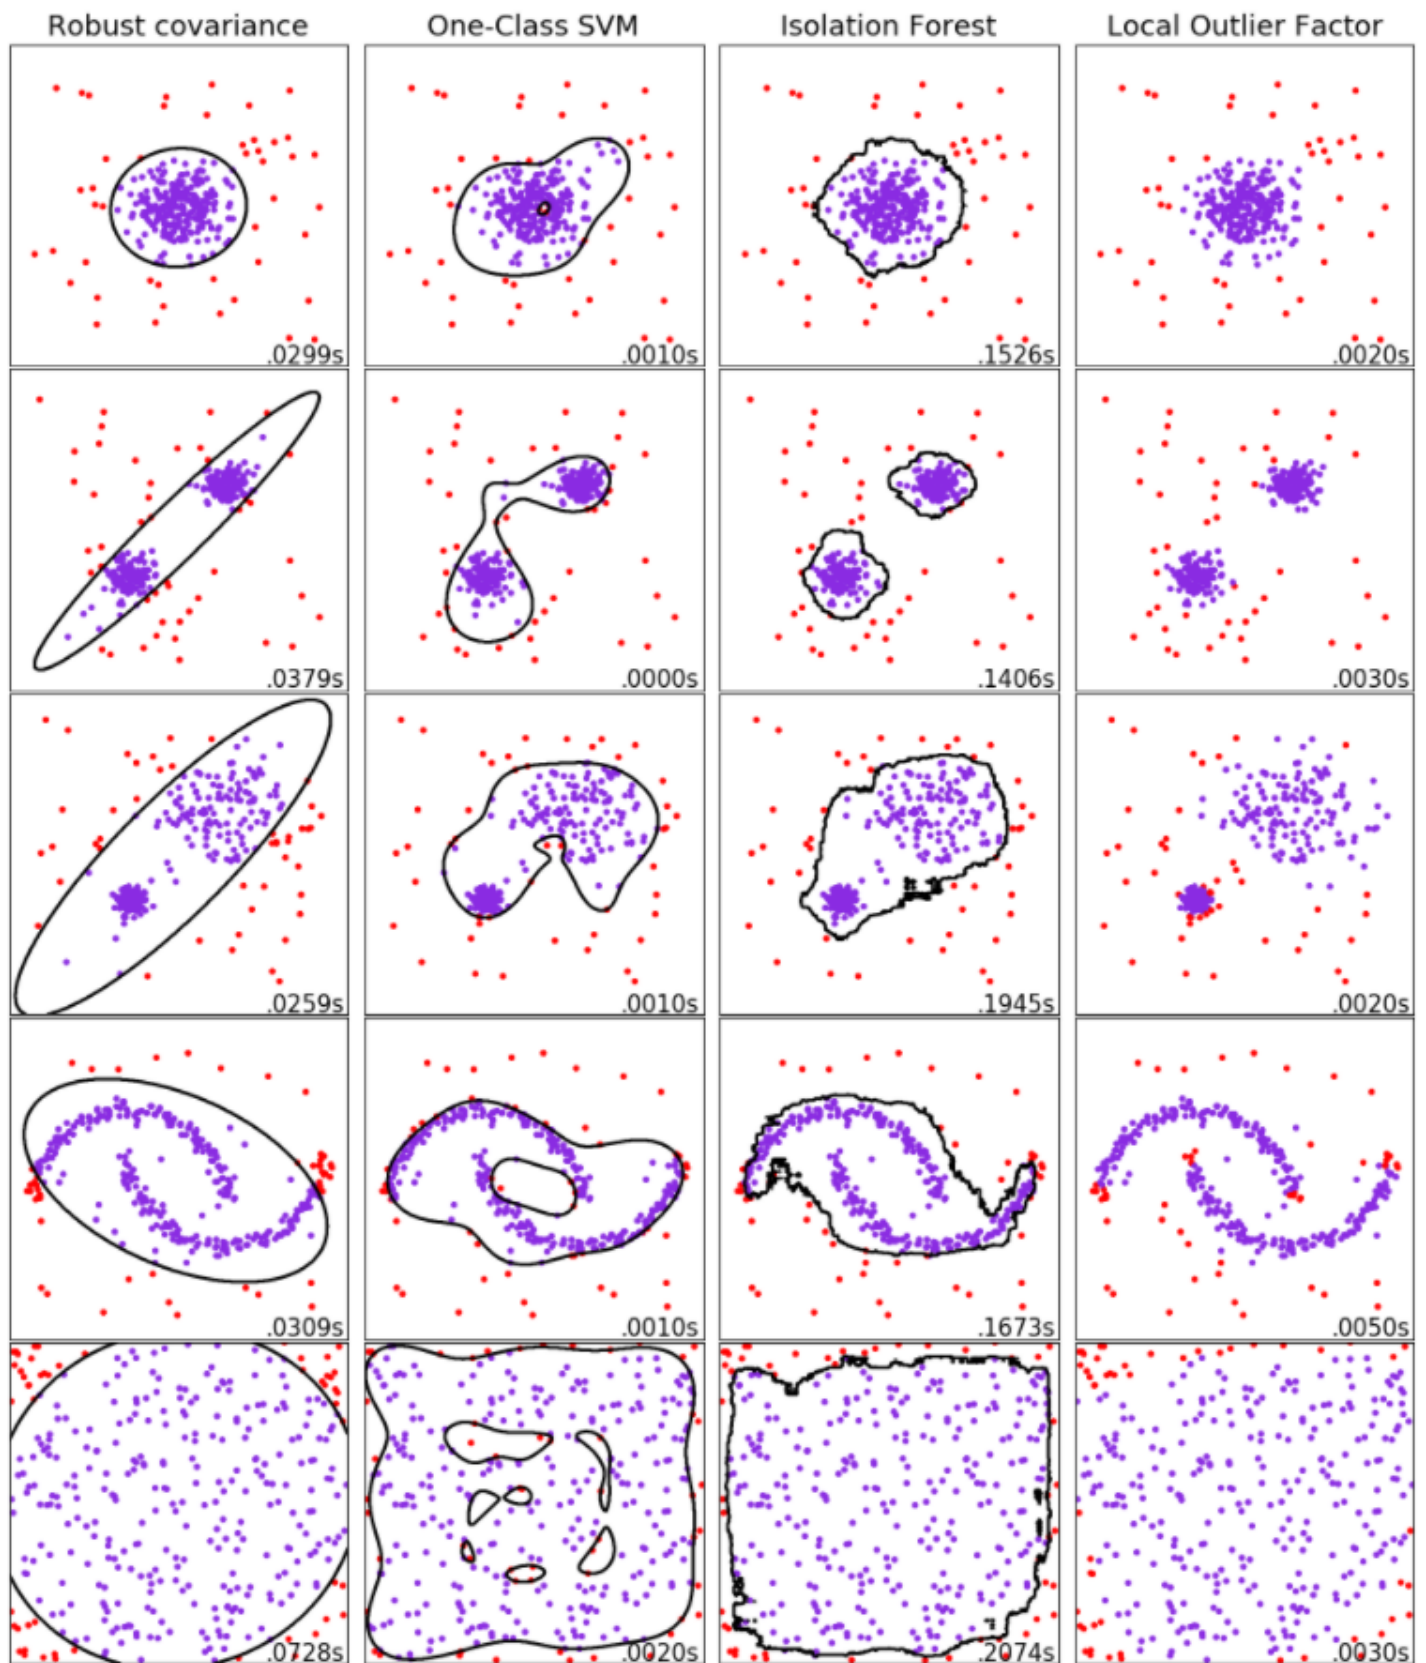 Robust covariance One-Class SVM Isolation Forest Local Outlier Factor
.0299s .0010s .1526s .0020s
.0379s .0000s .1406s .0030s
.0259s .0010s .1945s .0020s
.0309s .0010s .1673s .0050s
.0728s .0020s .2074s .0030s